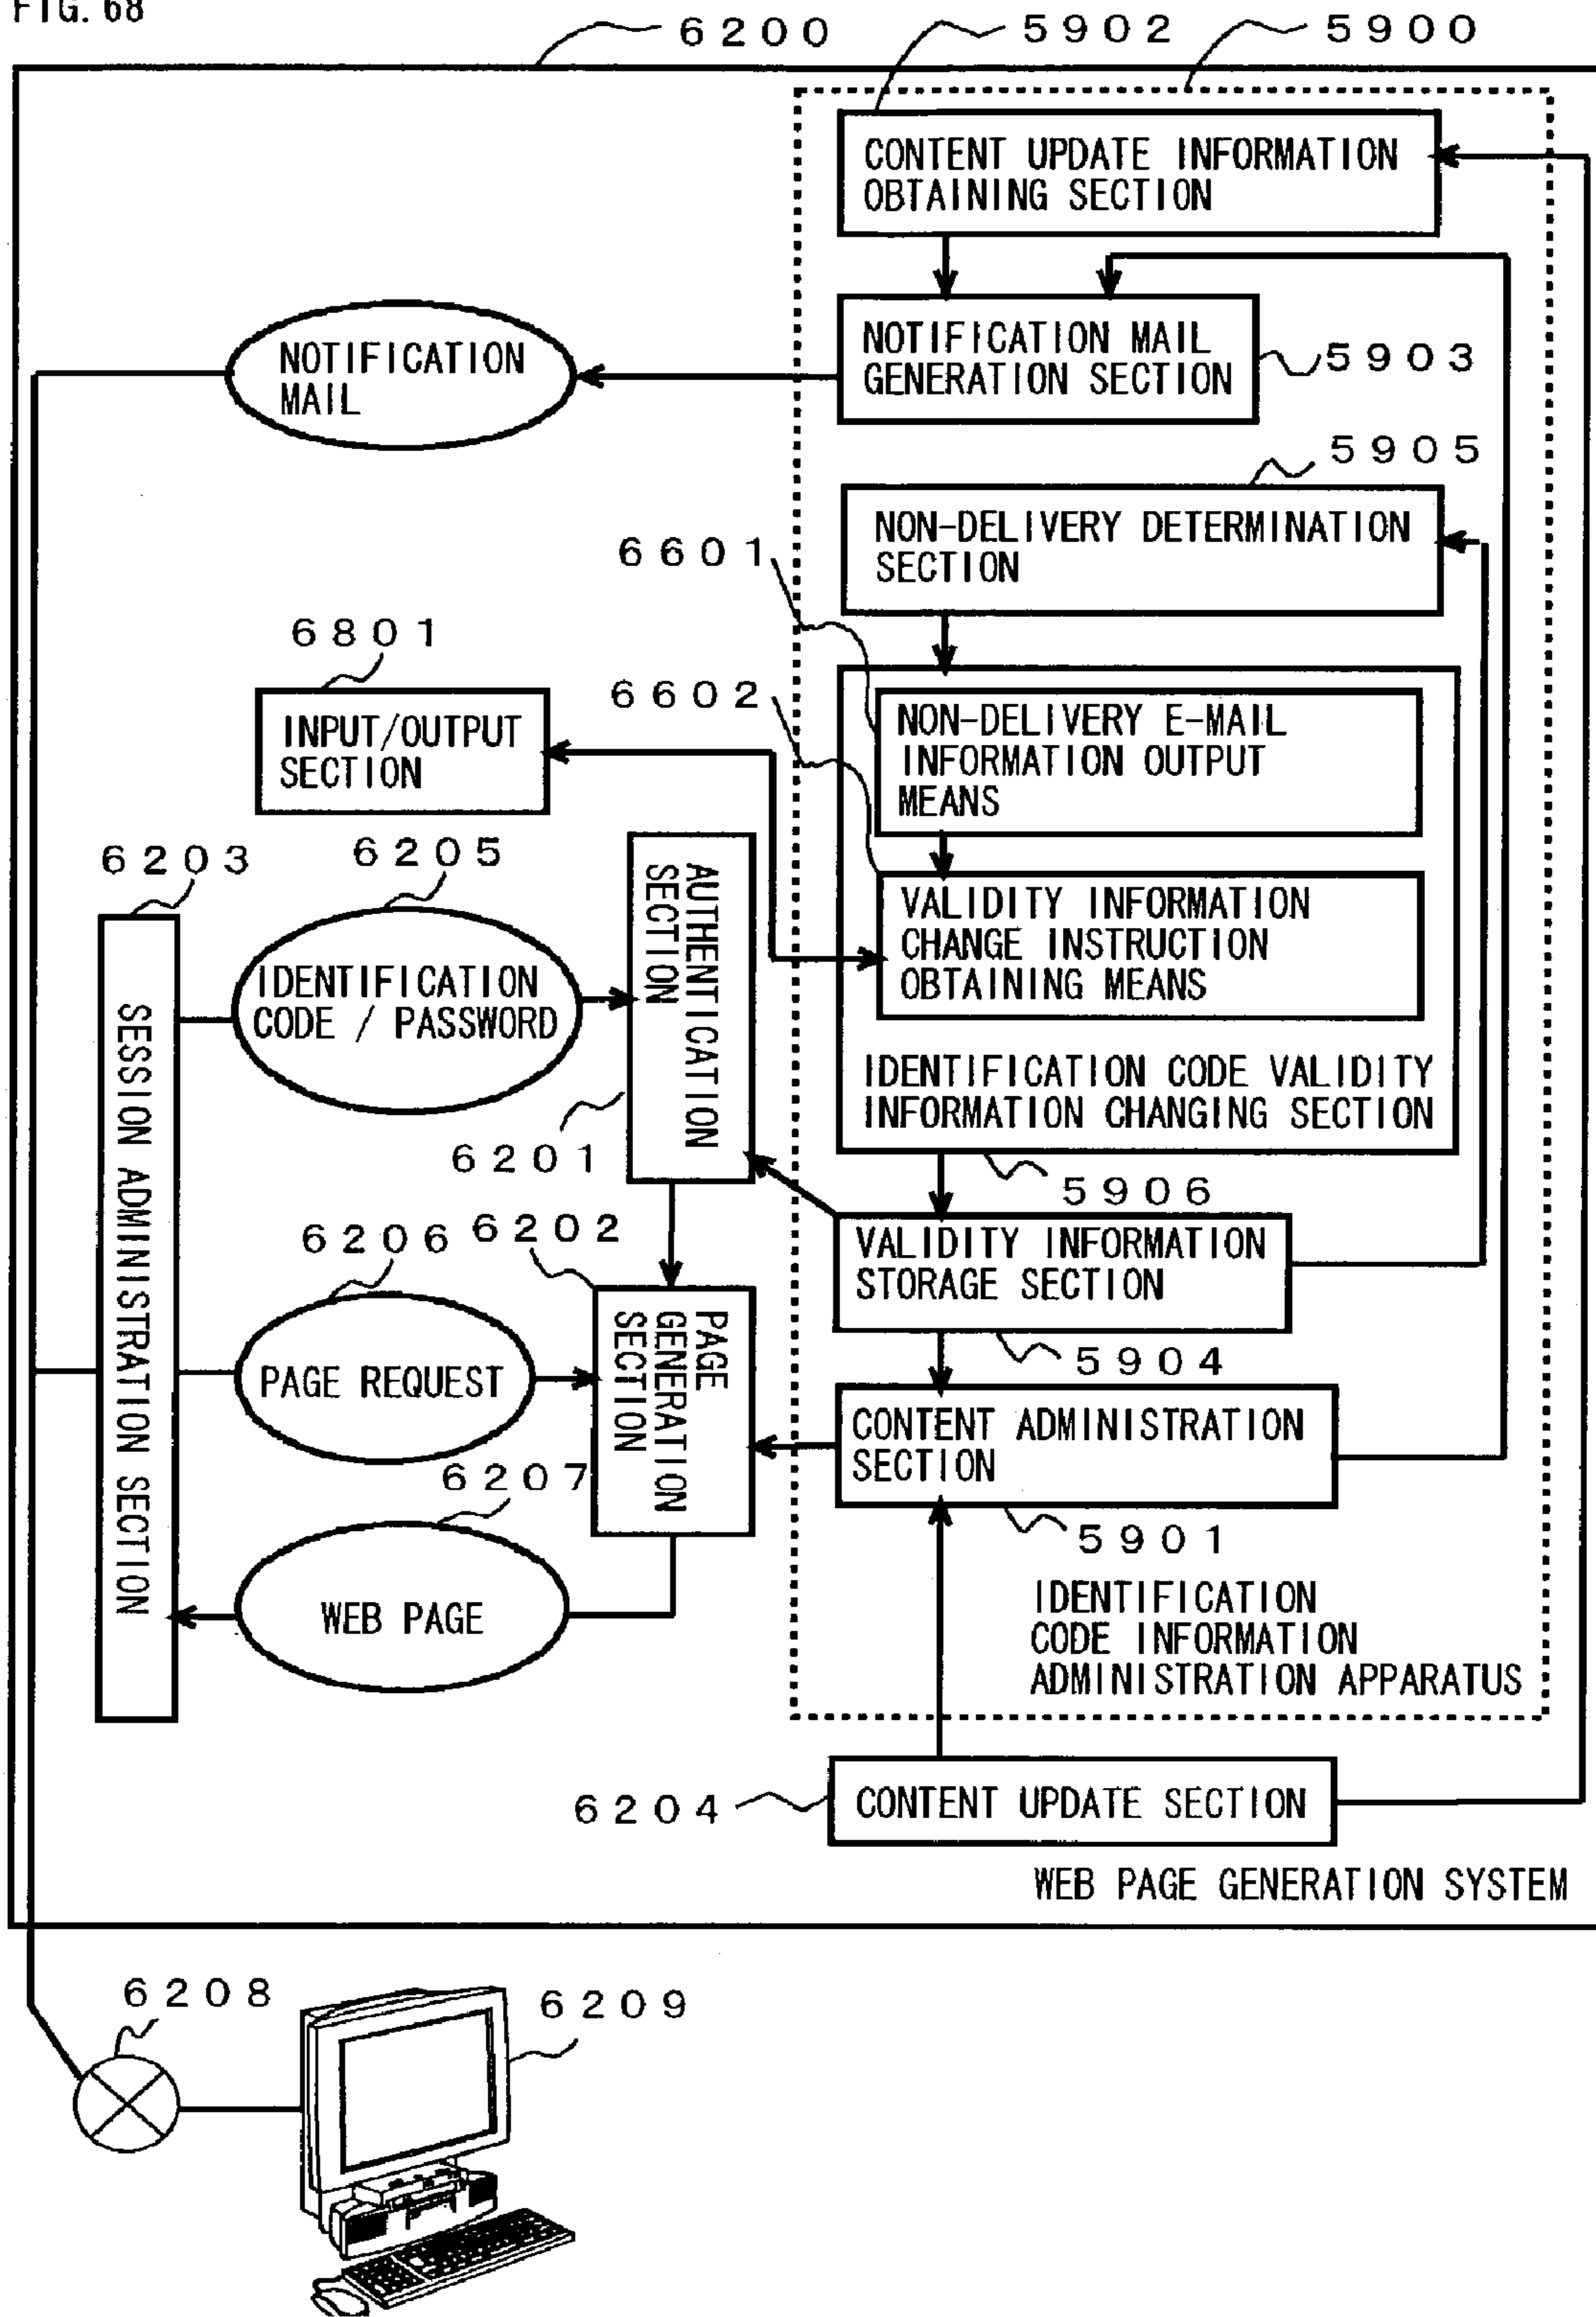 FIG. 68
6200
5902
5900
CONTENT UPDATE INFORMATION
OBTAINING SECTION
NOTIFICATION
MAIL
NOTIFICATION MAIL
GENERATION SECTION
5903
5905
NON-DELIVERY DETERMINATION
SECTION
6601
6801
INPUT/OUTPUT
SECTION
6602
NON-DELIVERY E-MAIL
INFORMATION OUTPUT
MEANS
6203
6205
AUTHENTICATION
SECTION
VALIDITY INFORMATION
CHANGE INSTRUCTION
OBTAINING MEANS
IDENTIFICATION
CODE / PASSWORD
SESSION ADMINISTRATION SECTION
IDENTIFICATION CODE VALIDITY
INFORMATION CHANGING SECTION
6201
5906
6206
6202
VALIDITY INFORMATION
STORAGE SECTION
PAGE
GENERATION
SECTION
5904
PAGE REQUEST
CONTENT ADMINISTRATION
SECTION
6207
5901
WEB PAGE
IDENTIFICATION
CODE INFORMATION
ADMINISTRATION APPARATUS
6204
CONTENT UPDATE SECTION
WEB PAGE GENERATION SYSTEM
6208
6209